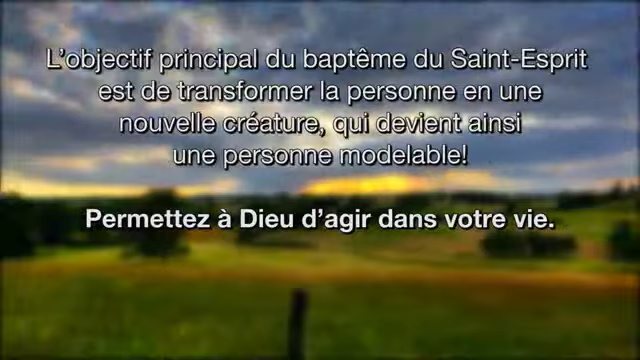 L’objectif principal du baptême du Saint-Esprit
est de transformer la personne en une
nouvelle créature, qui devient ainsi
une personne modelable!
Permettez à Dieu d’agir dans votre vie.